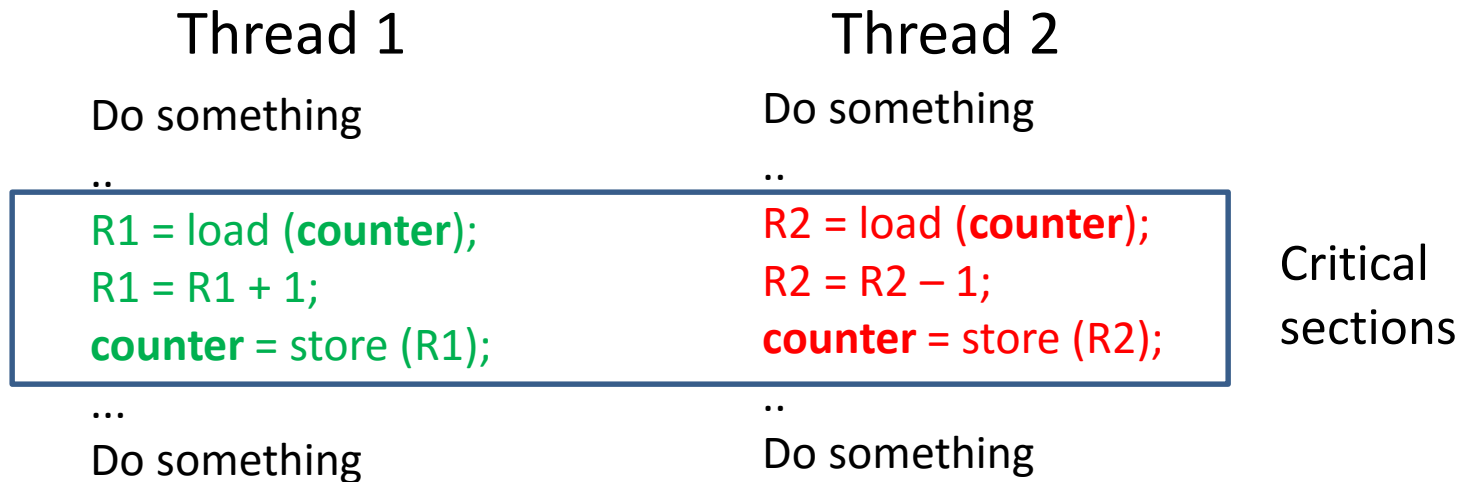 Thread 1
Do something
..
R1 = load (counter);
R1 = R1 + 1;
counter = store (R1);
...
Do something
Thread 2
Do something
..
R2 = load (counter);
R2 = R2 – 1;
counter = store (R2);
..
Do something
Critical
sections